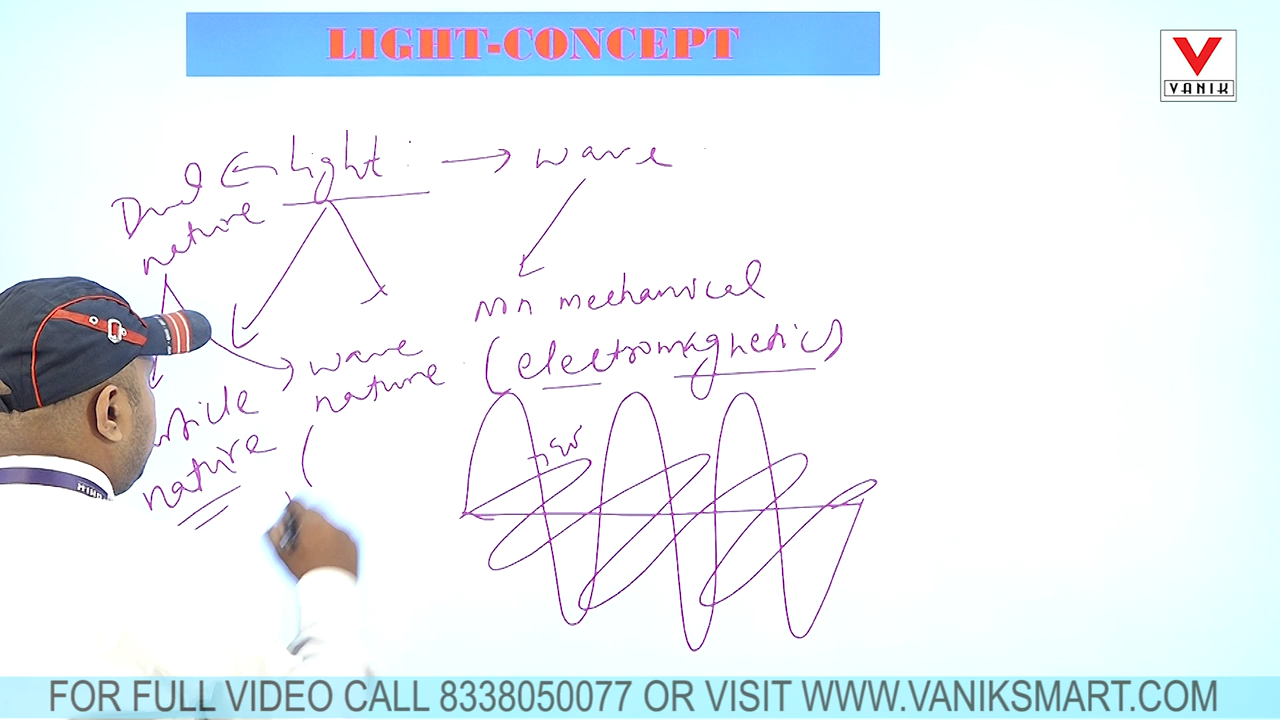 LIGHT-CONCEPT
VANIK
Light → wave
Dual
nature
non mechanical
(electromagnetics)
wave
nature
nature
FOR FULL VIDEO CALL 8338050077 OR VISIT WWW.VANIKSMART.COM